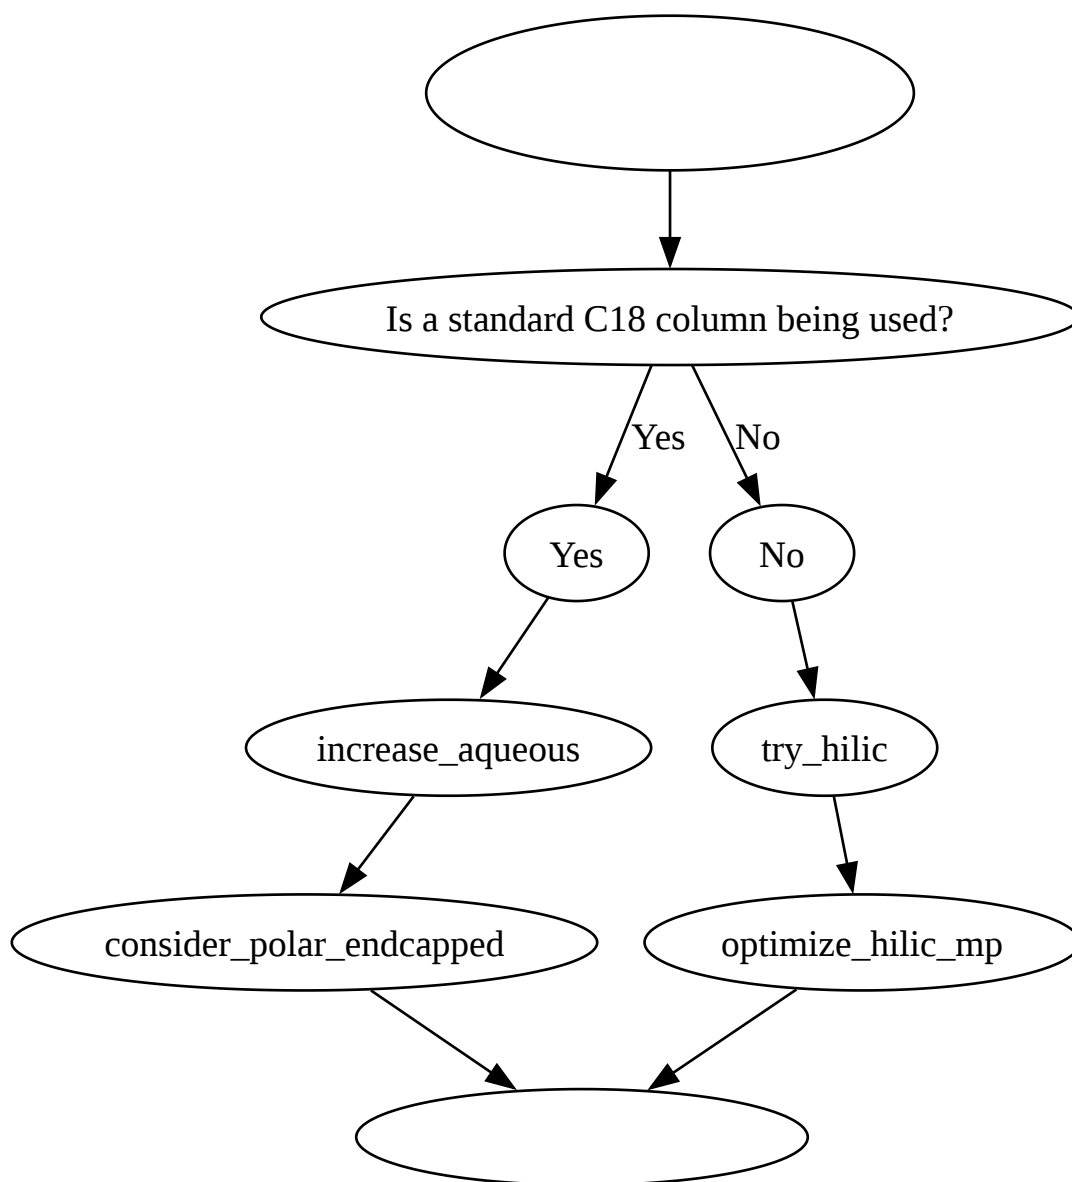 Is a standard C18 column being used?
Yes
No
Yes
No
increase_aqueous
try_hilic
consider_polar_endcapped
optimize_hilic_mp